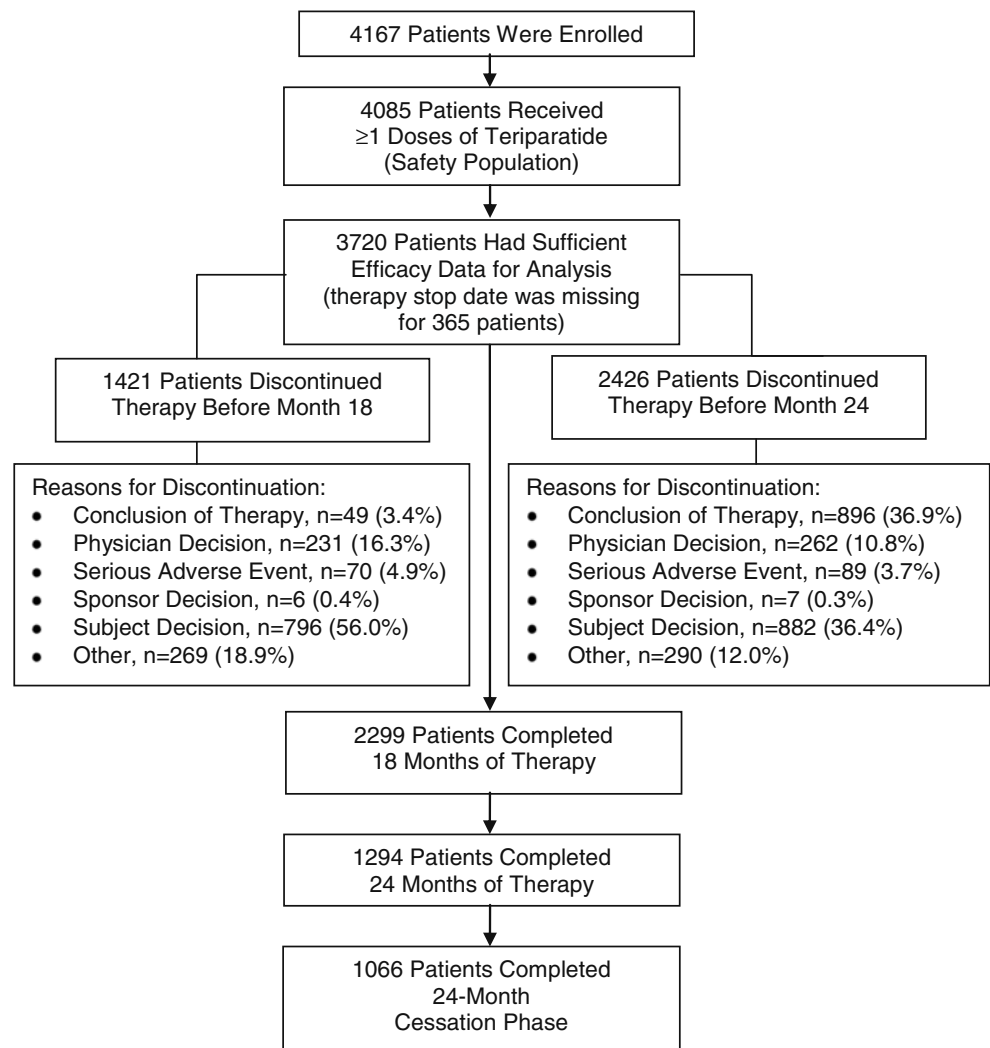 4167 Patients Were Enrolled
4085 Patients Received
≥1 Doses of Teriparatide
(Safety Population)
3720 Patients Had Sufficient
Efficacy Data for Analysis
(therapy stop date was missing
for 365 patients)
1421 Patients Discontinued
Therapy Before Month 18
2426 Patients Discontinued
Therapy Before Month 24
Reasons for Discontinuation:
• Conclusion of Therapy, n=49 (3.4%)
• Physician Decision, n=231 (16.3%)
• Serious Adverse Event, n=70 (4.9%)
• Sponsor Decision, n=6 (0.4%)
• Subject Decision, n=796 (56.0%)
• Other, n=269 (18.9%)
Reasons for Discontinuation:
• Conclusion of Therapy, n=896 (36.9%)
• Physician Decision, n=262 (10.8%)
• Serious Adverse Event, n=89 (3.7%)
• Sponsor Decision, n=7 (0.3%)
• Subject Decision, n=882 (36.4%)
• Other, n=290 (12.0%)
2299 Patients Completed
18 Months of Therapy
1294 Patients Completed
24 Months of Therapy
1066 Patients Completed
24-Month
Cessation Phase